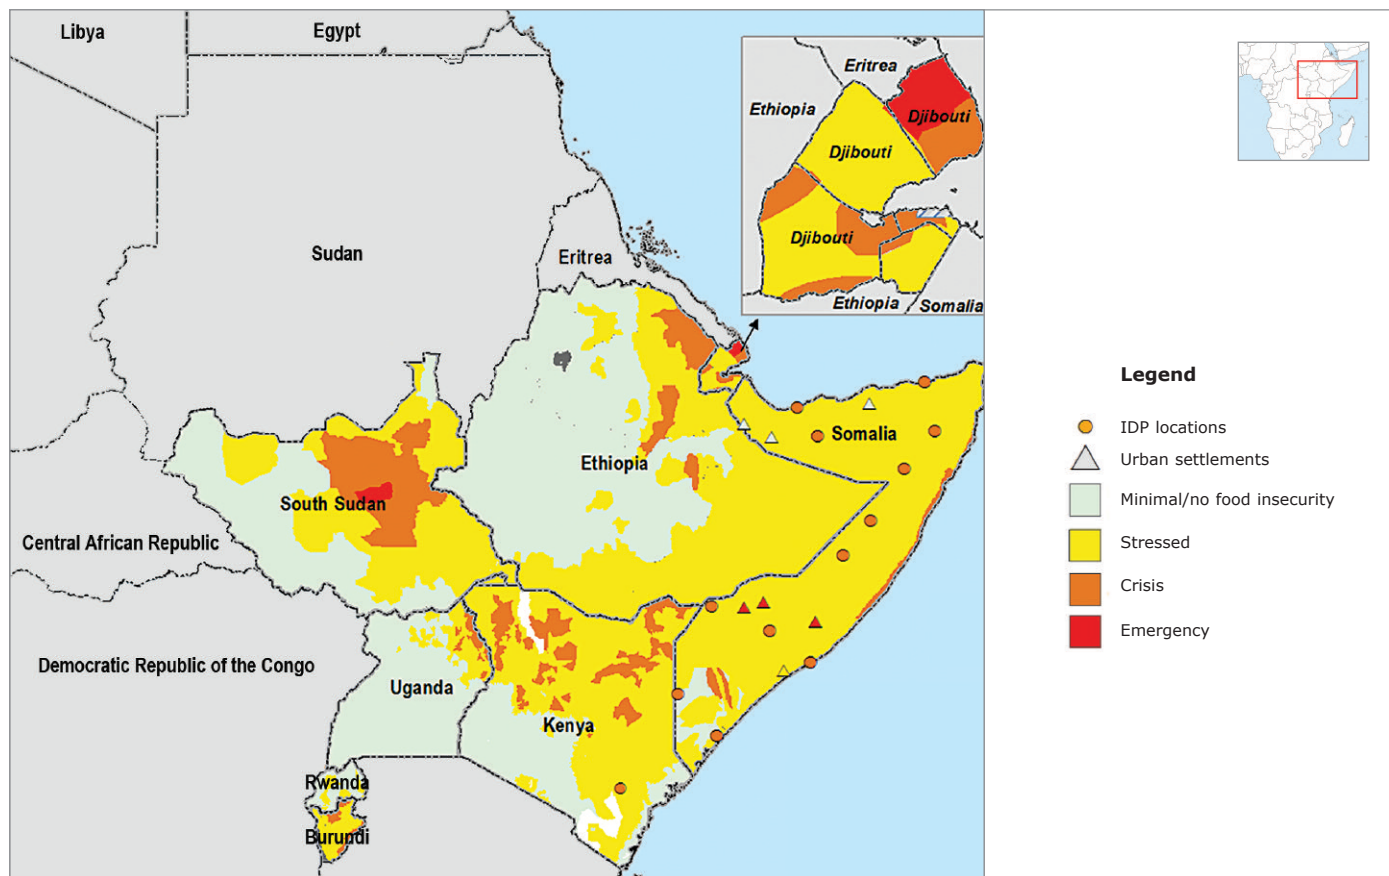 Libya
Egypt
Eritrea
Ethiopia
Djibouti
Djibouti
Djibouti
Ethiopia
Somalia
Sudan
Eritrea
Somalia
Ethiopia
South Sudan
Central African Republic
Democratic Republic of the Congo
Uganda
Kenya
Rwanda
Burundi
Legend
IDP locations
Urban settlements
Minimal/no food insecurity
Stressed
Crisis
Emergency